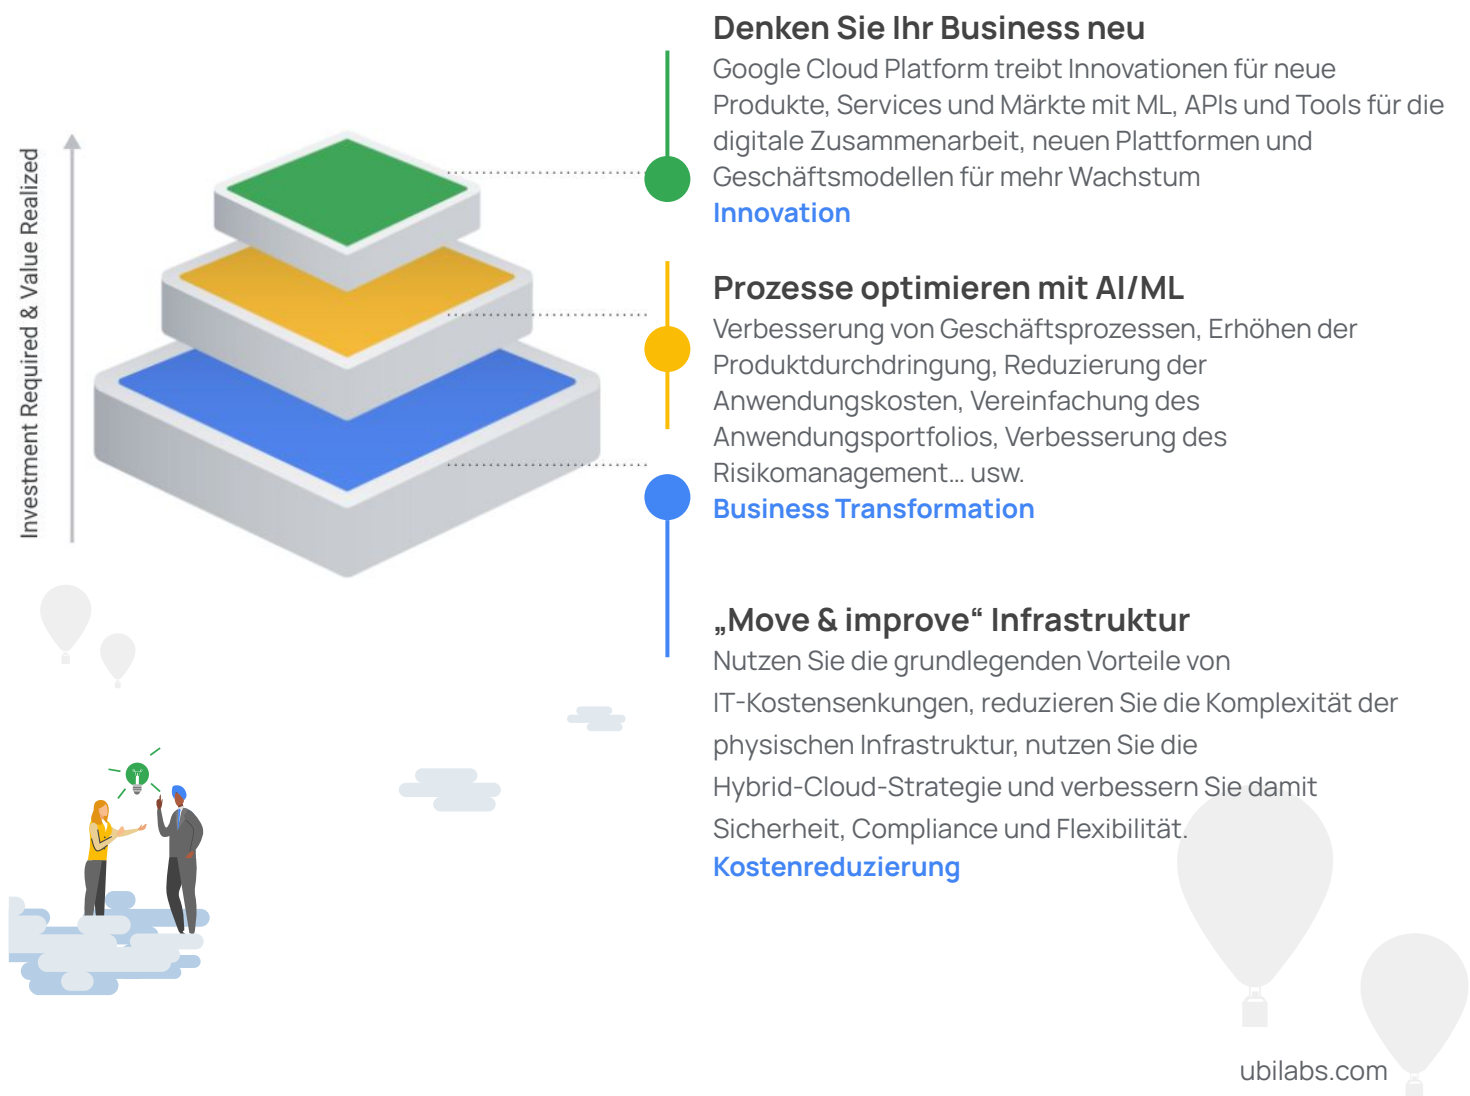 Investment Required & Value Realized
Denken Sie Ihr Business neu
Google Cloud Platform treibt Innovationen für neue
Produkte, Services und Märkte mit ML, APIs und Tools für die
digitale Zusammenarbeit, neuen Plattformen und
Geschäftsmodellen für mehr Wachstum
Innovation
Prozesse optimieren mit AI/ML
Verbesserung von Geschäftsprozessen, Erhöhen der
Produktdurchdringung, Reduzierung der
Anwendungskosten, Vereinfachung des
Anwendungsportfolios, Verbesserung des
Risikomanagement... usw.
Business Transformation
„Move & improve“ Infrastruktur
Nutzen Sie die grundlegenden Vorteile von
IT-Kostensenkungen, reduzieren Sie die Komplexität der
physischen Infrastruktur, nutzen Sie die
Hybrid-Cloud-Strategie und verbessern Sie damit
Sicherheit, Compliance und Flexibilität.
Kostenreduzierung
ubilabs.com